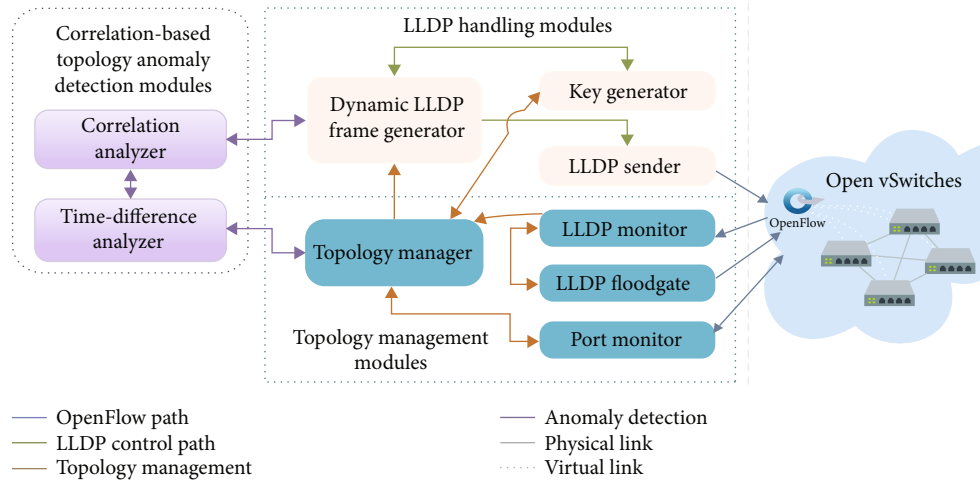 Correlation-based
topology anomaly
detection modules
Correlation
analyzer
Time-difference
analyzer
LLDP handling modules
Dynamic LLDP
frame generator
Key generator
LLDP sender
Topology manager
LLDP monitor
LLDP floodgate
Port monitor
Topology management
modules
Open vSwitches
OpenFlow
OpenFlow path
LLDP control path
Topology management
Anomaly detection
Physical link
Virtual link